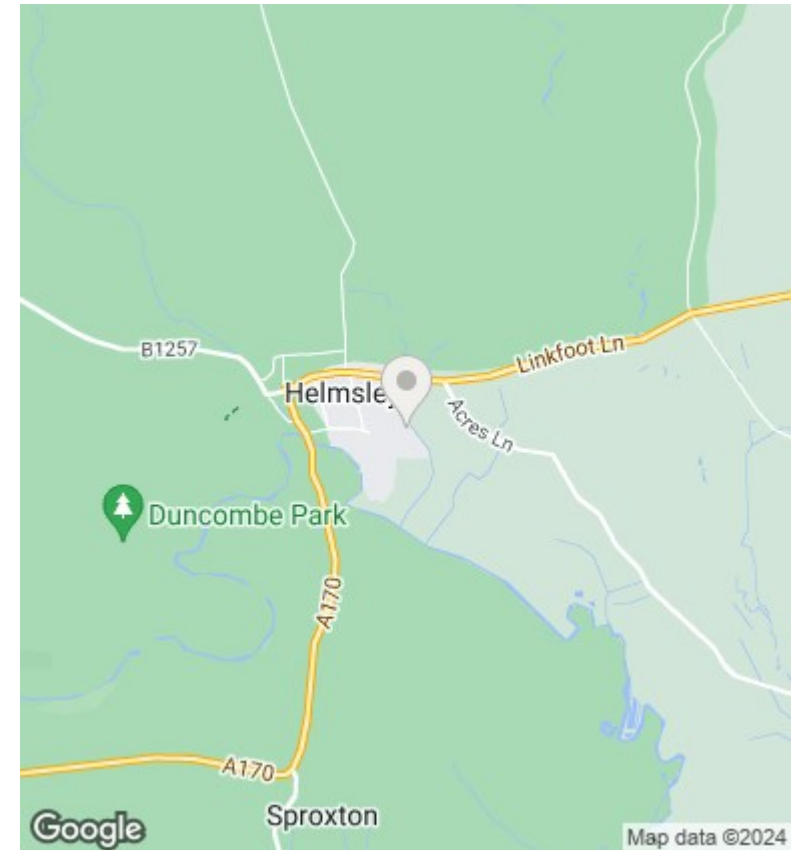 B1257
Linkfoot Ln
Helmsley
Acres Ln
Duncombe Park
A170
A170
Sproxton
Google
Map data ©2024